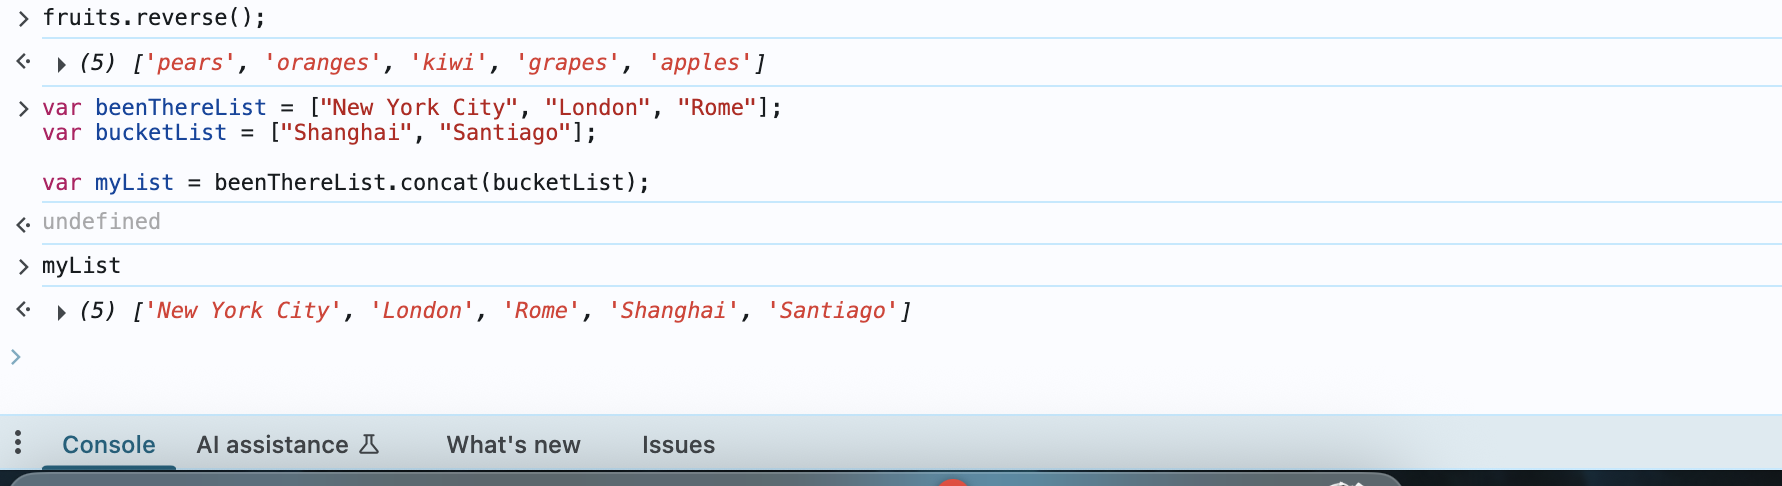 fruits.reverse();
(5) ['pears', 'oranges', 'kiwi', 'grapes', 'apples']
var beenThereList = ["New York City", "London", "Rome"];
var bucketList = ["Shanghai", "Santiago"];
var myList = beenThereList.concat(bucketList);
undefined
myList
(5) ['New York City', 'London', 'Rome', 'Shanghai', 'Santiago']
Console AI assistance What's new Issues